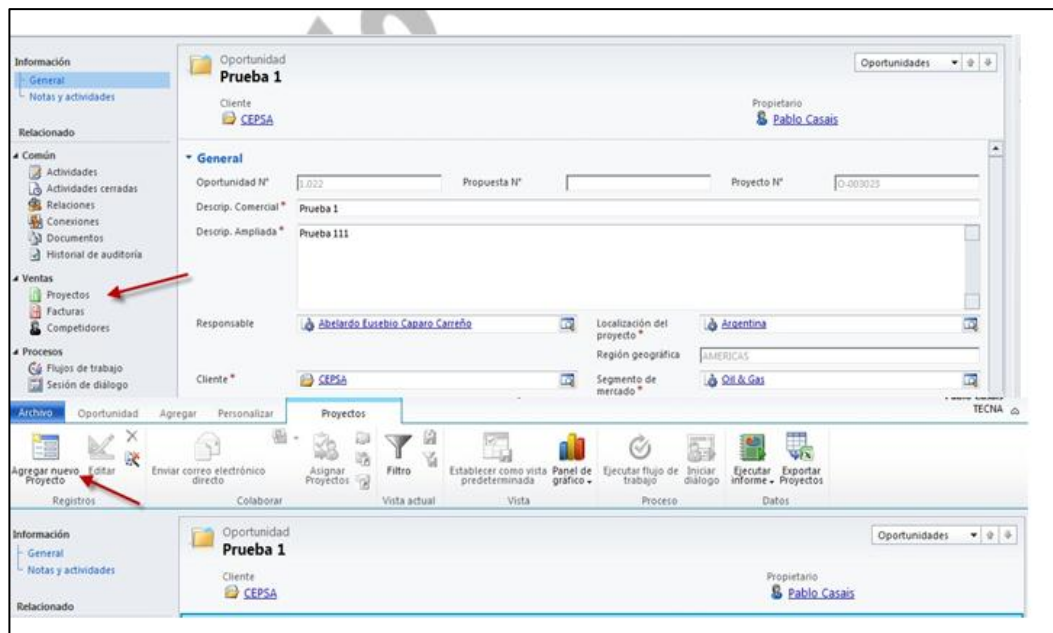 Información
General
Notas y actividades
Relacionado
Común
Actividades
Actividades cerradas
Relaciones
Conexiones
Documentos
Historial de auditoría
Ventas
Proyectos
Facturas
Competidores
Procesos
Flujos de trabajo
Sesión de diálogo
Oportunidad
Prueba 1
Oportunidades
Cliente
CEPSA
Propietario
Pablo Casais
General
Oportunidad Nº 1.022 Propuesta Nº Proyecto Nº O-003023
Descrip. Comercial * Prueba 1
Descrip. Ampliada * Prueba 111
Responsable Abelardo Eusebio Caparo Carreño Localización del proyecto * Argentina
Región geográfica AMERICAS
Cliente * CEPSA Segmento de mercado * Oil & Gas
Archivo Oportunidad Agregar Personalizar Proyectos
TECNA
Agregar nuevo Proyecto
Editar
Enviar correo electrónico directo
Asignar Proyectos
Filtro
Establecer como vista predeterminada
Panel de gráfico
Ejecutar flujo de trabajo
Iniciar diálogo
Ejecutar informe
Exportar Proyectos
Registros Colaborar Vista actual Vista Proceso Datos
Información
General
Notas y actividades
Relacionado
Oportunidad
Prueba 1
Oportunidades
Cliente
CEPSA
Propietario
Pablo Casais